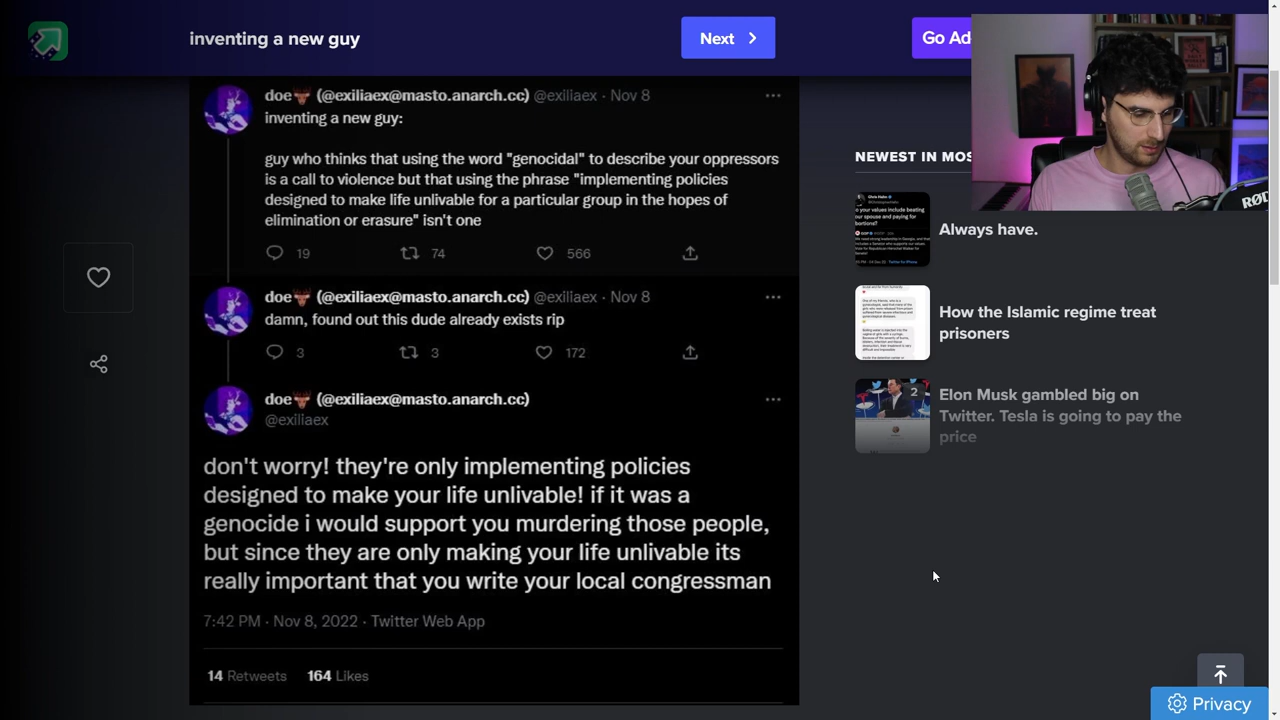 inventing a new guy
Next
Go Ad
doe (@exiliaex@masto.anarch.cc) @exiliaex · Nov 8
inventing a new guy:
guy who thinks that using the word "genocidal" to describe your oppressors
is a call to violence but that using the phrase "implementing policies
designed to make life unlivable for a particular group in the hopes of
elimination or erasure" isn't one
19 74 566
doe (@exiliaex@masto.anarch.cc) @exiliaex · Nov 8
damn, found out this dude already exists rip
3 172
doe (@exiliaex@masto.anarch.cc)
@exiliaex
don't worry! they're only implementing policies
designed to make your life unlivable! if it was a
genocide i would support you murdering those people,
but since they are only making your life unlivable its
really important that you write your local congressman
7:42 PM · Nov 8, 2022 · Twitter Web App
14 Retweets 164 Likes
NEWEST IN MOS
Always have.
How the Islamic regime treat
prisoners
2
Elon Musk gambled big on
Twitter. Tesla is going to pay the
price
RØD
Privacy